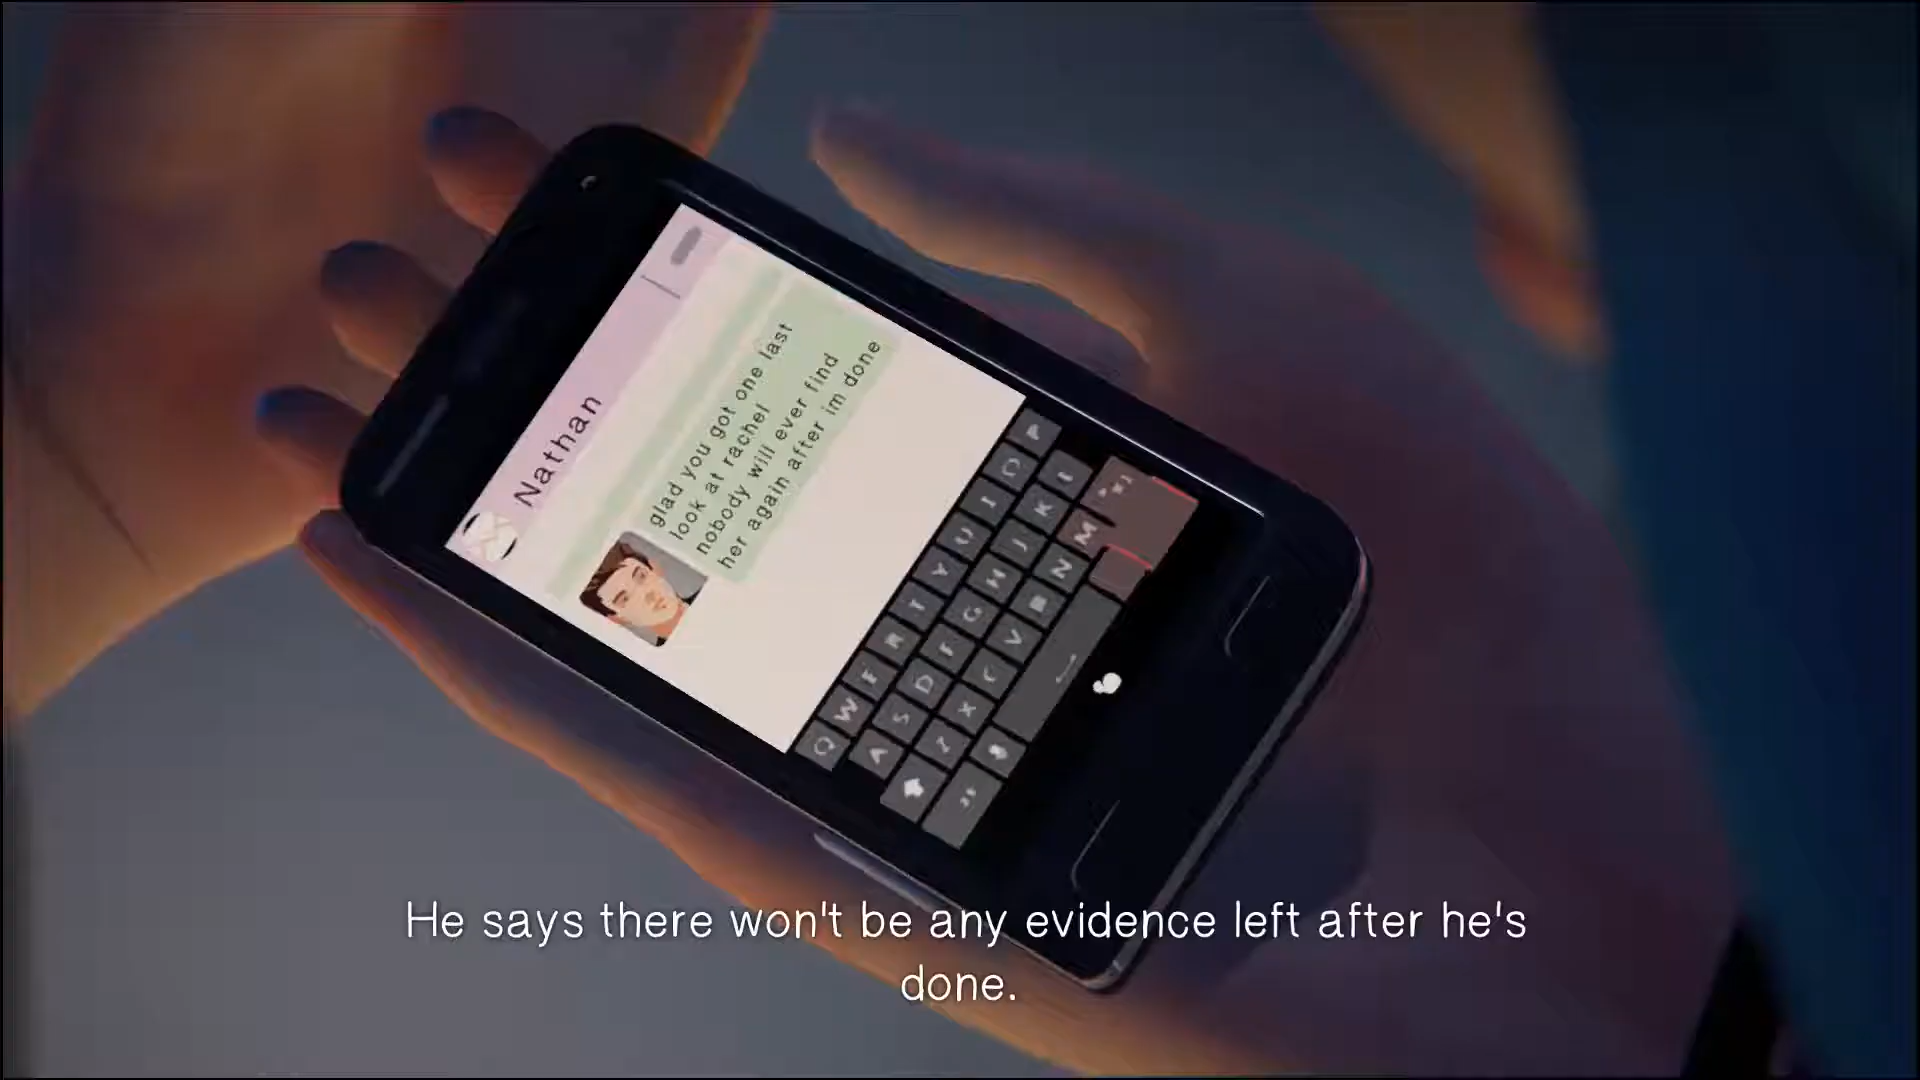 Nathan
glad you got one last
look at rachel
nobody will ever find
her again after im done
P
O
I
U
Y
T
R
E
W
Q
K
J
H
G
F
D
S
A
M
N
B
V
C
X
Z
He says there won't be any evidence left after he's
done.